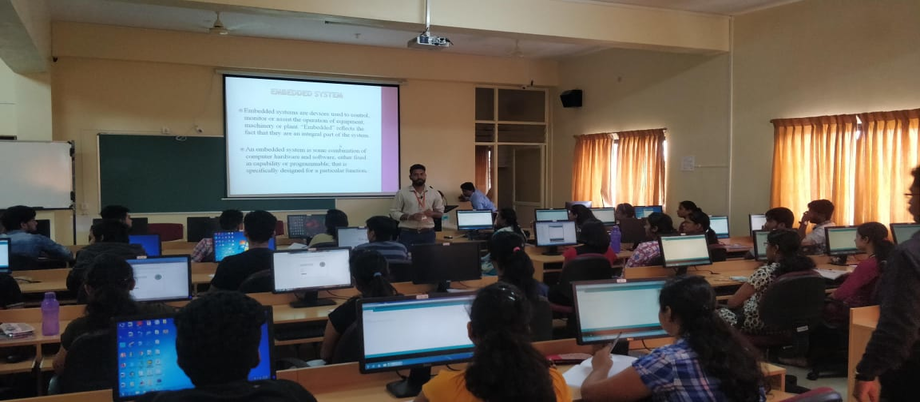 EMBEDDED SYSTEM
Embedded systems are devices used to control,
monitor or assist the operation of equipment,
machinery or plant. "Embedded" reflects the
fact that they are an integral part of the system.
An embedded system is some combination of
computer hardware and software, either fixed
in capability or programmable, that is
specifically designed for a particular function.